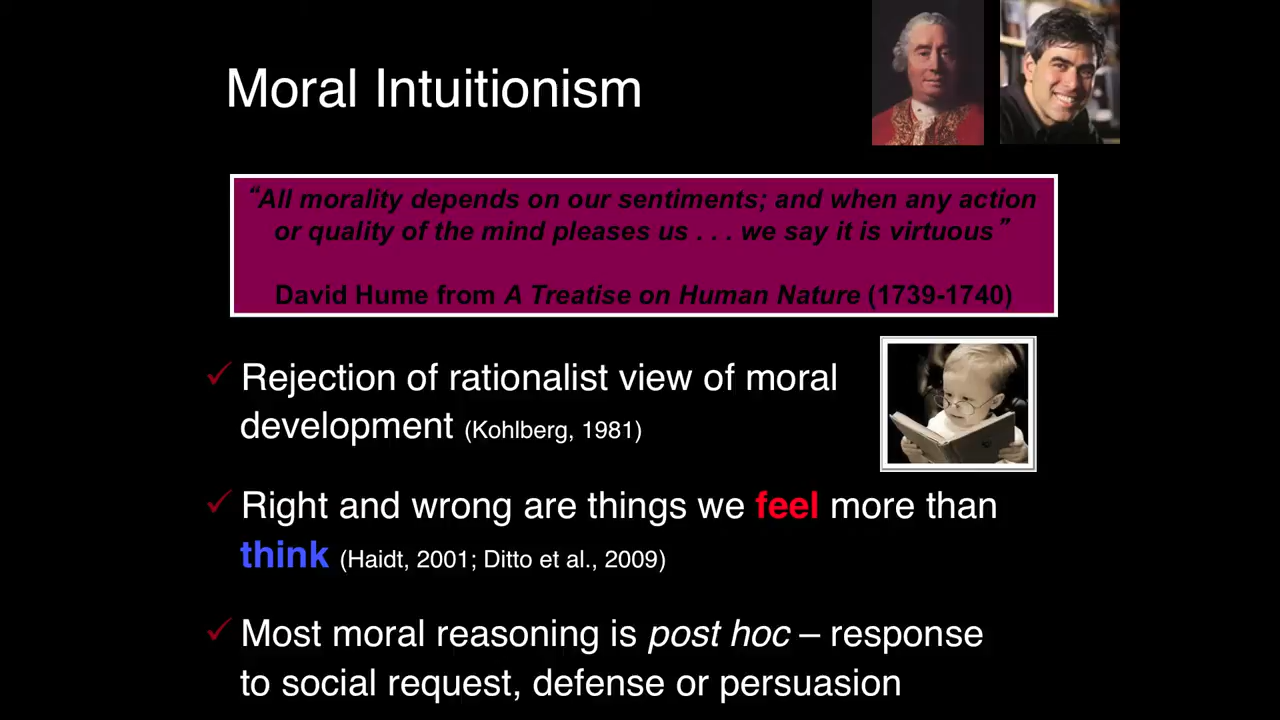 Moral Intuitionism
“All morality depends on our sentiments; and when any action
or quality of the mind pleases us . . . we say it is virtuous”
David Hume from A Treatise on Human Nature (1739-1740)
✓ Rejection of rationalist view of moral
development (Kohlberg, 1981)
✓ Right and wrong are things we feel more than
think (Haidt, 2001; Ditto et al., 2009)
✓ Most moral reasoning is post hoc – response
to social request, defense or persuasion